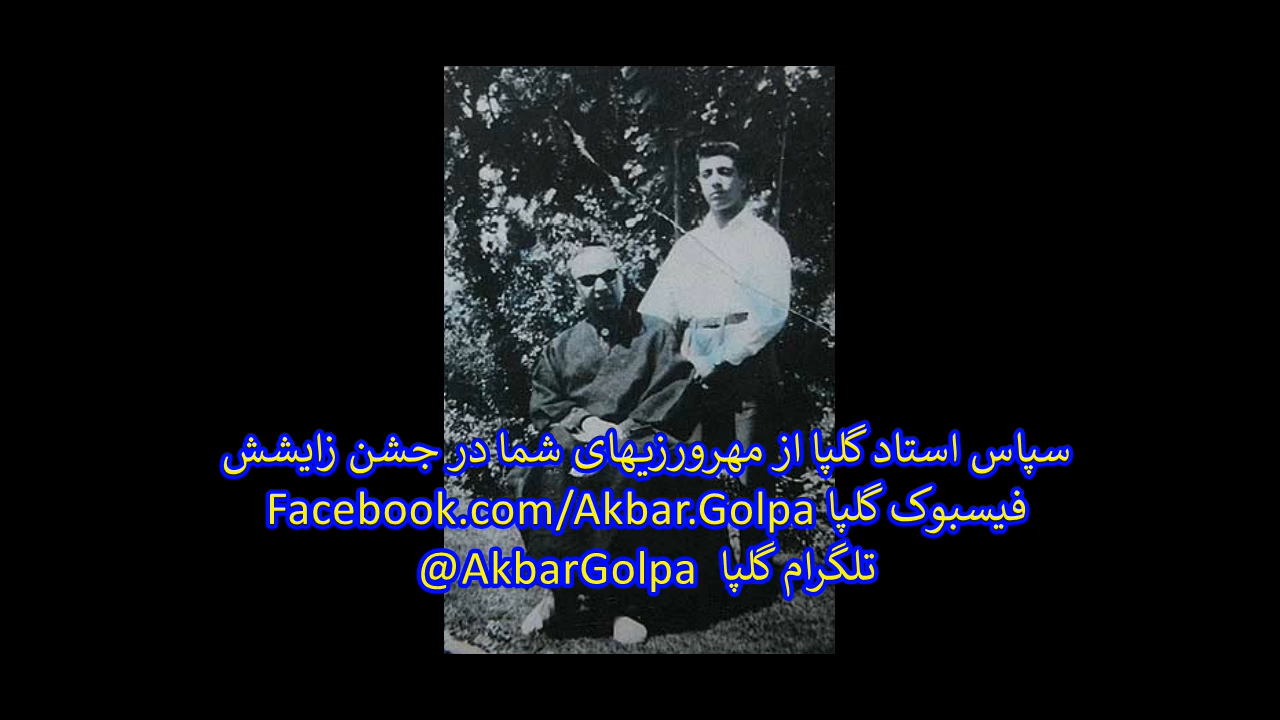 سپاس استاد گلپا از مهرورزیهای شما در جشن زایشش
فیسبوک گلپا Facebook.com/Akbar.Golpa
تلگرام گلپا @AkbarGolpa